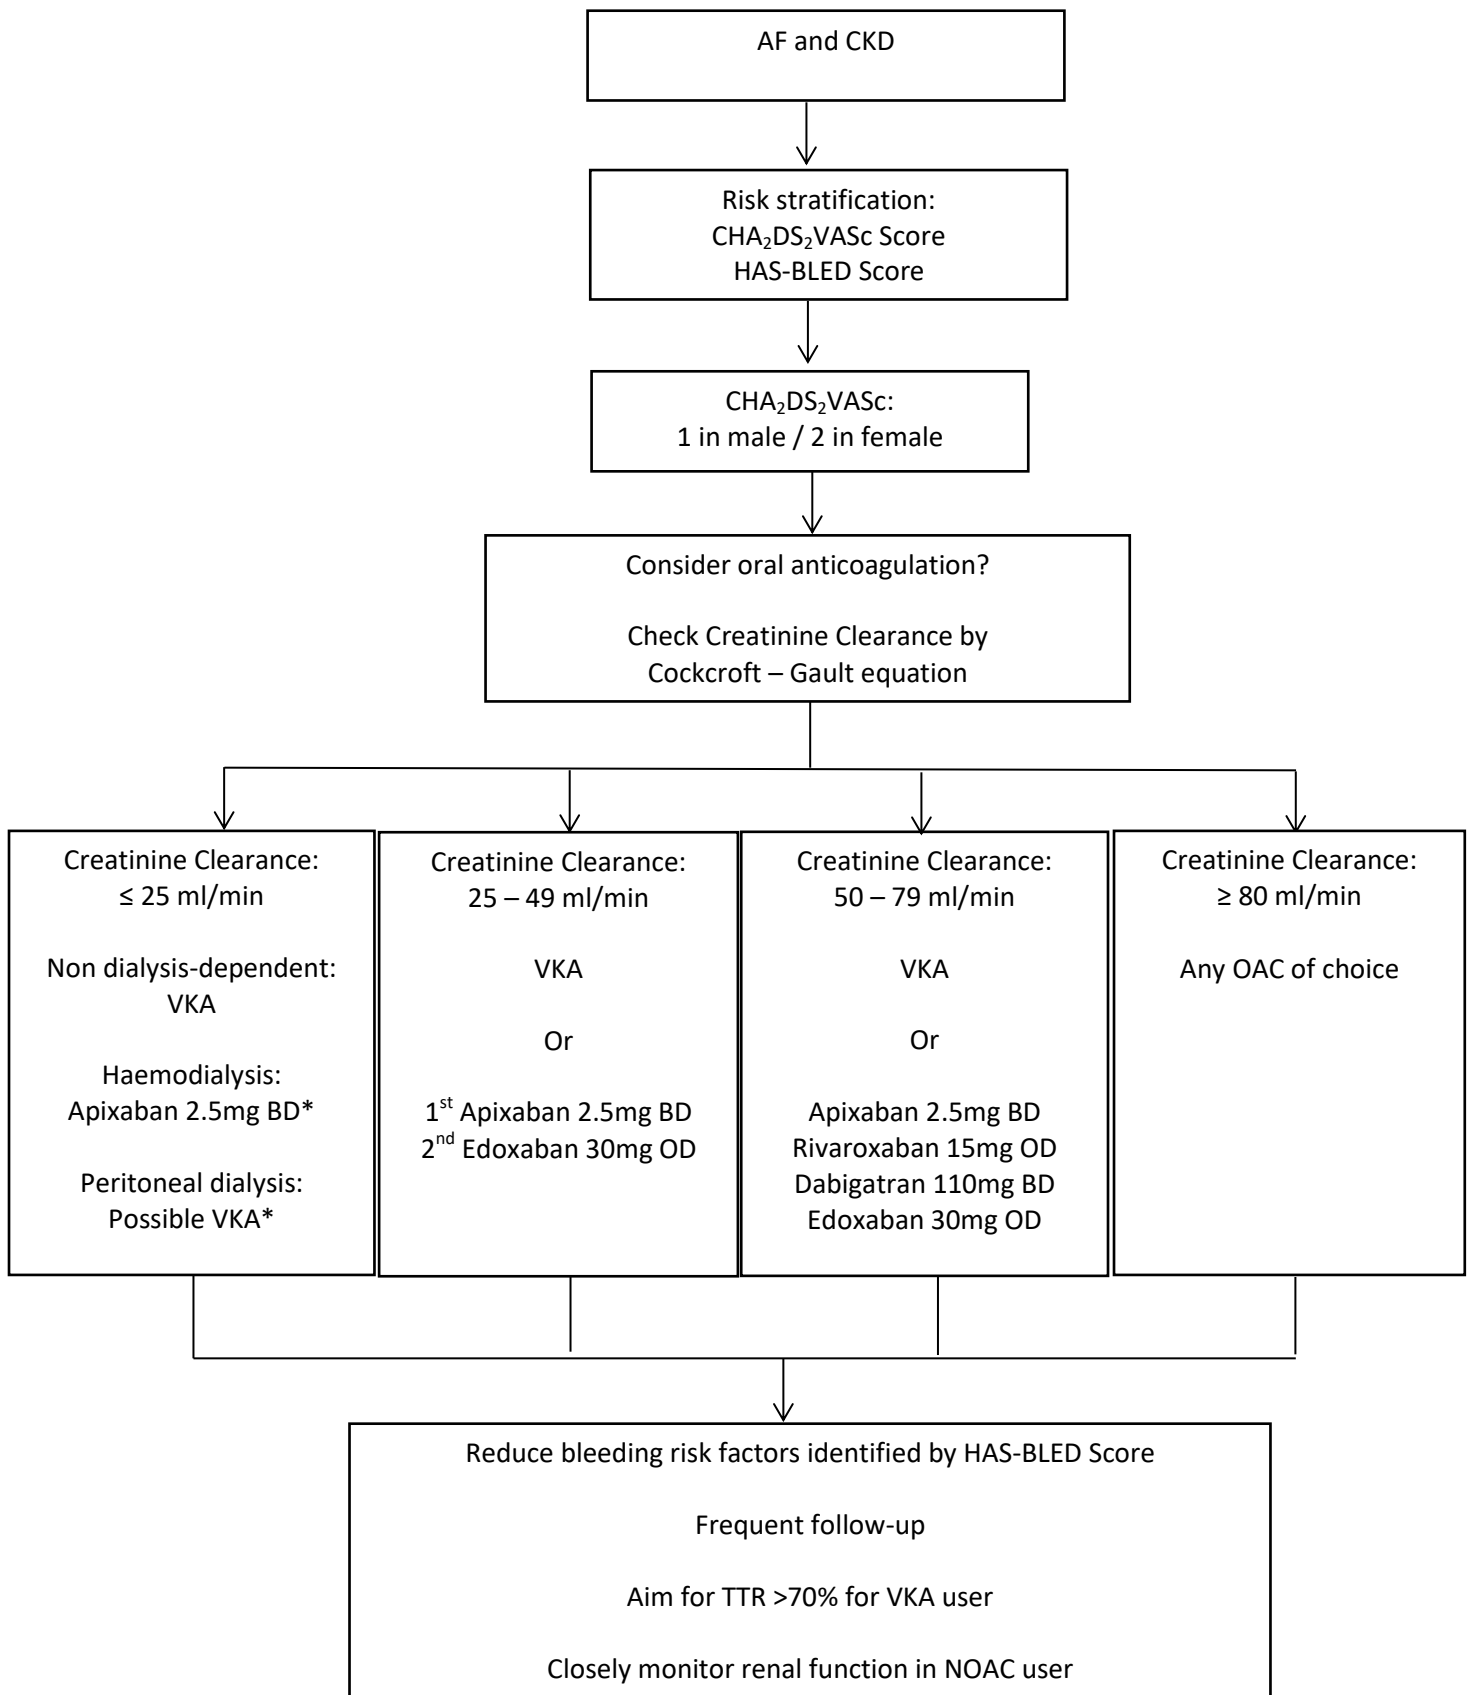 AF and CKD
Risk stratification:
CHA₂DS₂VASc Score
HAS-BLED Score
CHA₂DS₂VASc:
1 in male / 2 in female
Consider oral anticoagulation?
Check Creatinine Clearance by
Cockcroft – Gault equation
Creatinine Clearance:
≤ 25 ml/min
Non dialysis-dependent:
VKA
Haemodialysis:
Apixaban 2.5mg BD*
Peritoneal dialysis:
Possible VKA*
Creatinine Clearance:
25 – 49 ml/min
VKA
Or
1st Apixaban 2.5mg BD
2nd Edoxaban 30mg OD
Creatinine Clearance:
50 – 79 ml/min
VKA
Or
Apixaban 2.5mg BD
Rivaroxaban 15mg OD
Dabigatran 110mg BD
Edoxaban 30mg OD
Creatinine Clearance:
≥ 80 ml/min
Any OAC of choice
Reduce bleeding risk factors identified by HAS-BLED Score
Frequent follow-up
Aim for TTR >70% for VKA user
Closely monitor renal function in NOAC user